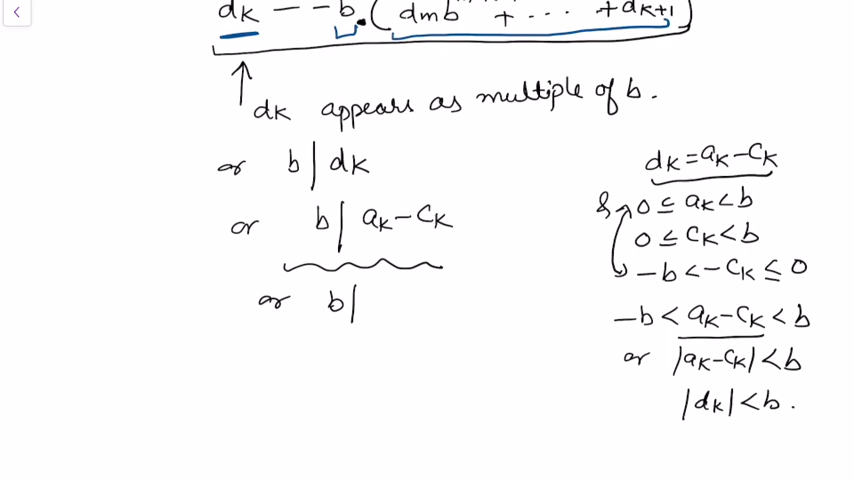 dk - - b. ( dmb + ... + dk+1 )
dk appears as multiple of b.
or b | dk
or b | ak - ck
or b |
dk = ak - ck
& 0 ≤ ak < b
0 ≤ ck < b
-b < -ck ≤ 0
-b < ak - ck < b
or |ak - ck| < b
|dk| < b.